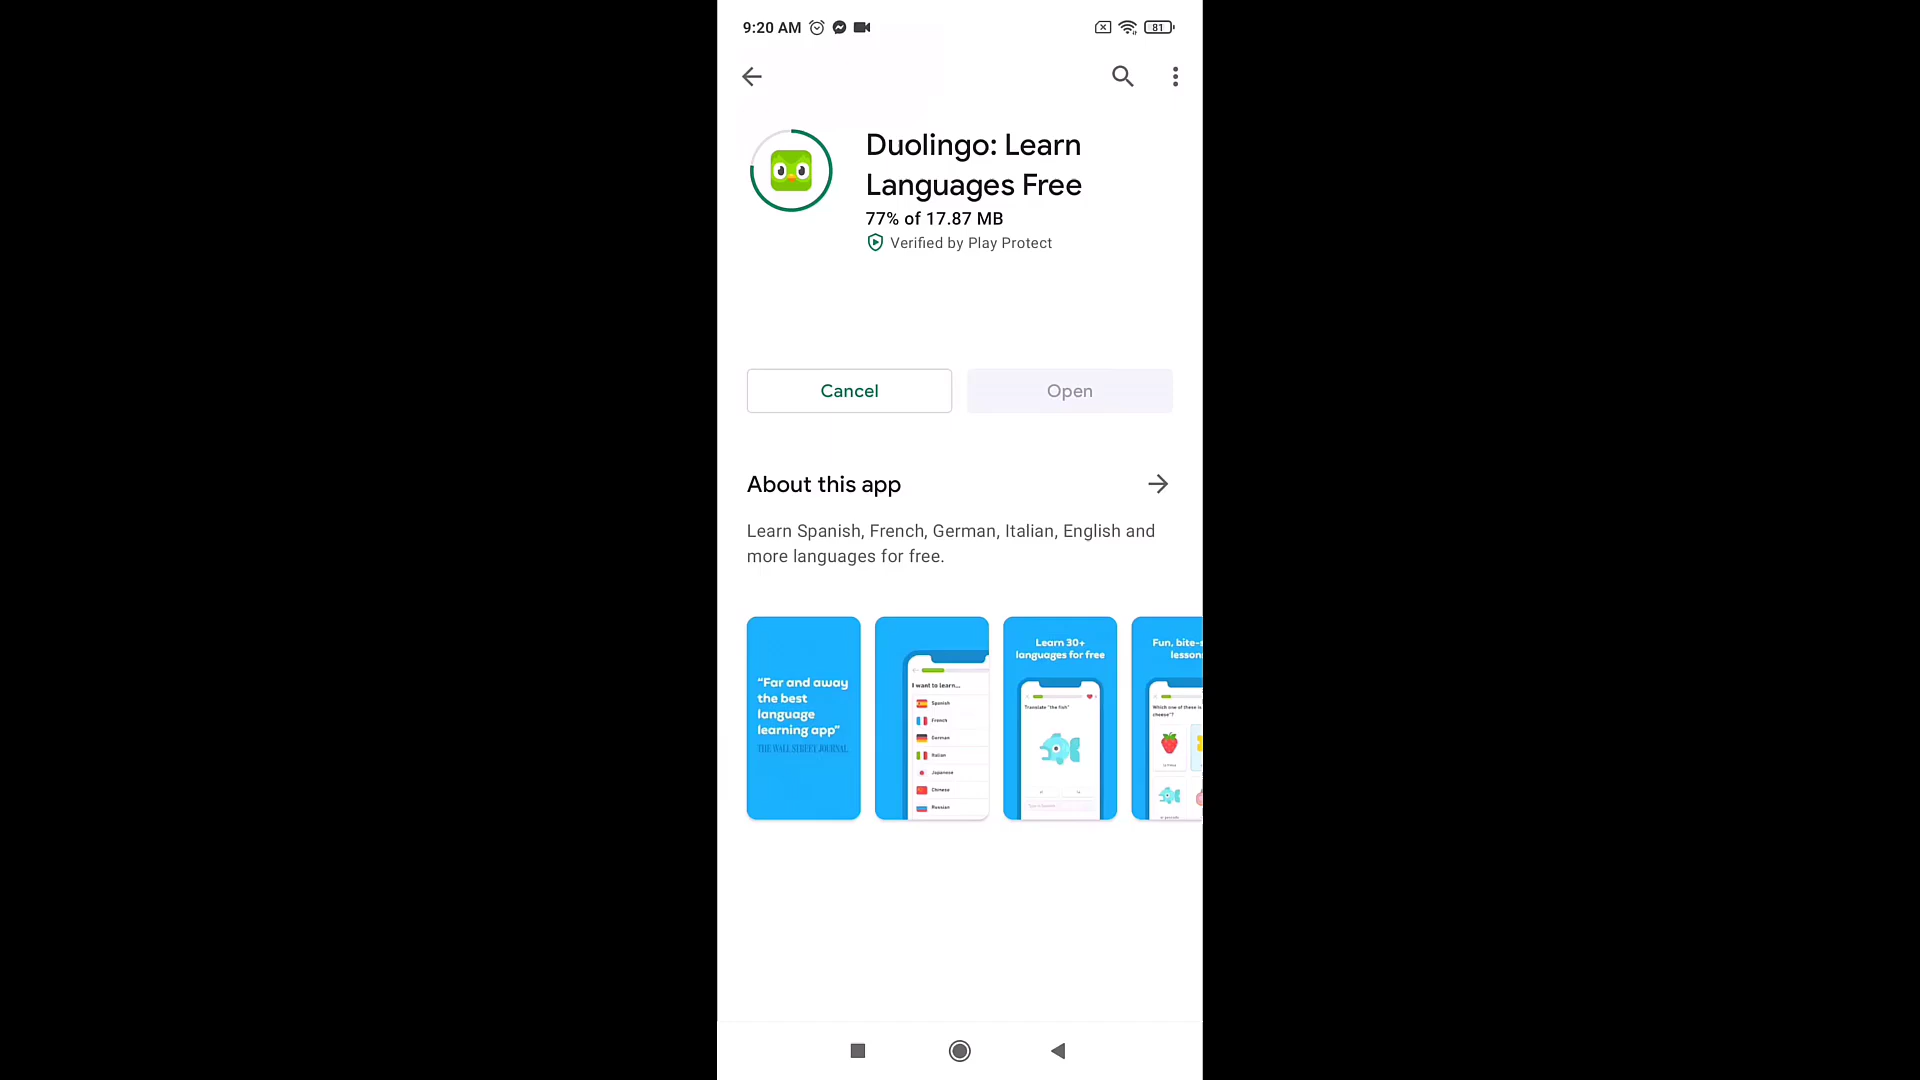 9:20 AM
81
Duolingo: Learn
Languages Free
77% of 17.87 MB
Verified by Play Protect
Cancel
Open
About this app
Learn Spanish, French, German, Italian, English and
more languages for free.
“Far and away
the best
language
learning app”
THE WALL STREET JOURNAL
I want to learn...
Spanish
French
German
Italian
Japanese
Chinese
Russian
Learn 30+
languages for free
Translate "the fish"
Fun, bite-
lesson
Which one of these is
cheese"?